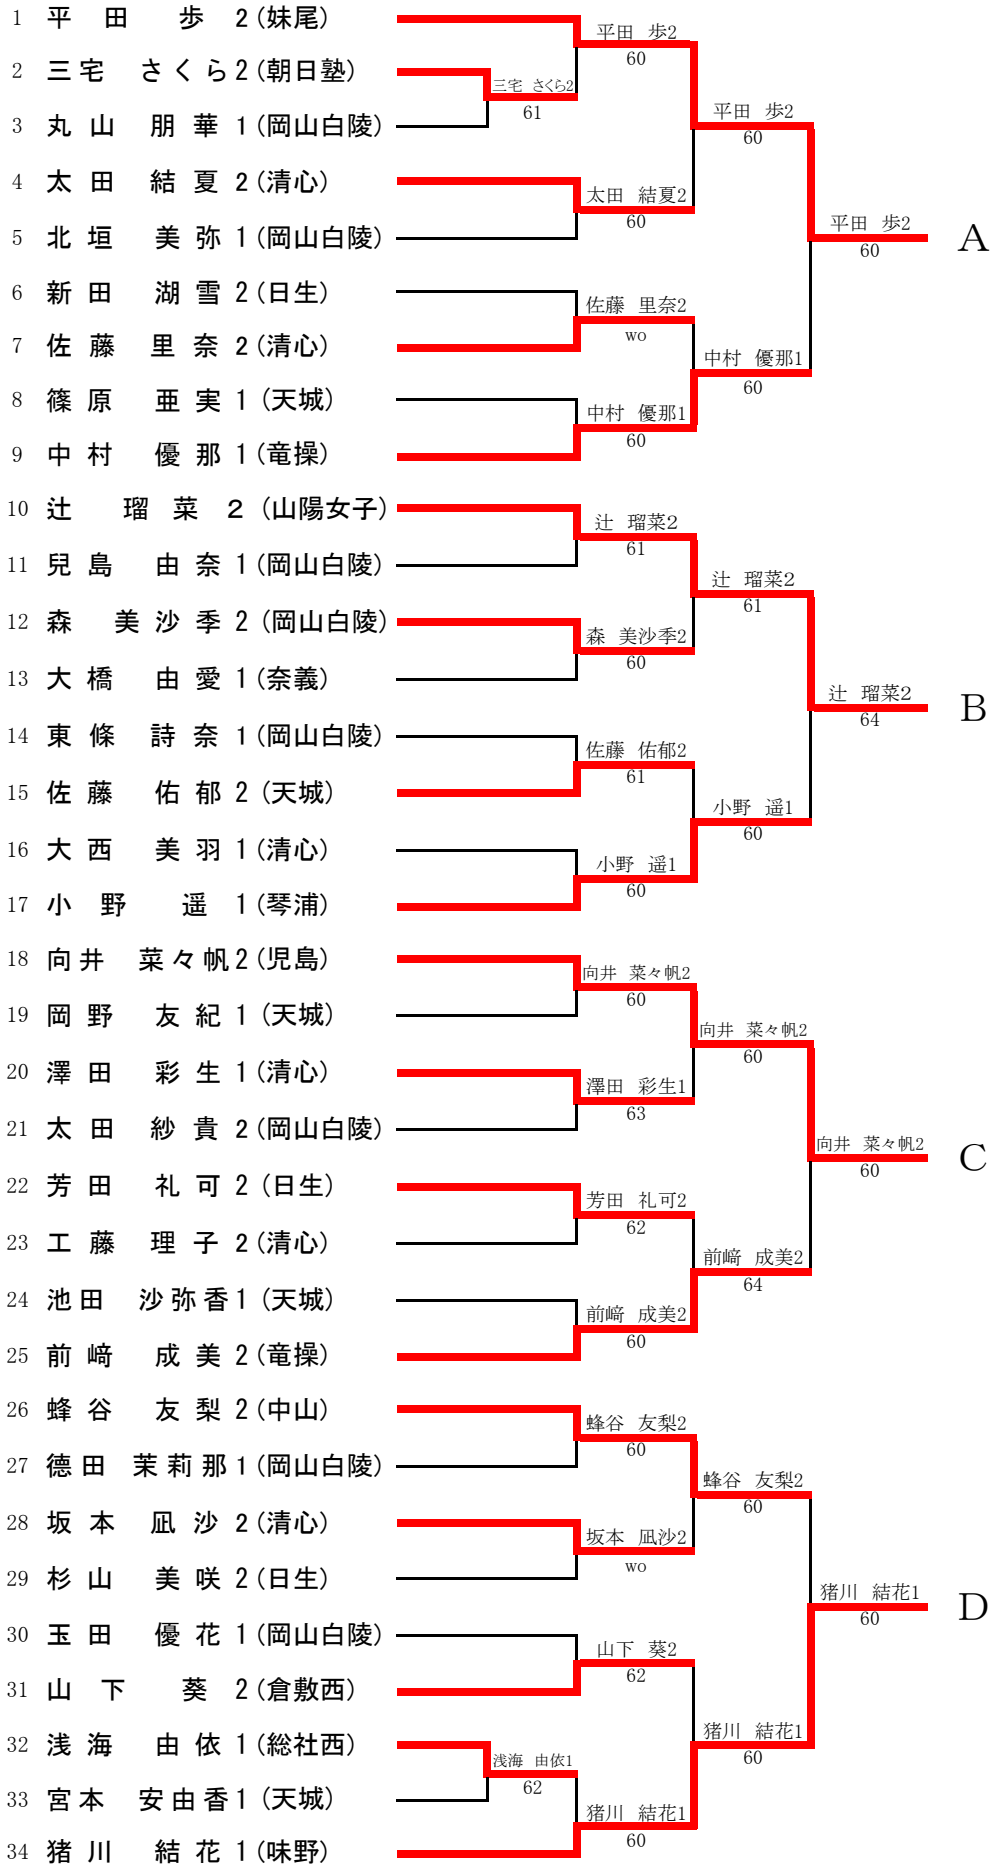 1 平田 歩 2 (妹尾)
2 三宅 さくら 2 (朝日塾)
3 丸山 朋華 1 (岡山白陵)
4 太田 結夏 2 (清心)
5 北垣 美弥 1 (岡山白陵)
6 新田 湖雪 2 (日生)
7 佐藤 里奈 2 (清心)
8 篠原 亜実 1 (天城)
9 中村 優那 1 (竜操)
10 辻 瑠菜 2 (山陽女子)
11 兒島 由奈 1 (岡山白陵)
12 森 美沙季 2 (岡山白陵)
13 大橋 由愛 1 (奈義)
14 東條 詩奈 1 (岡山白陵)
15 佐藤 佑郁 2 (天城)
16 大西 美羽 1 (清心)
17 小野 遥 1 (琴浦)
18 向井 菜々帆 2 (児島)
19 岡野 友紀 1 (天城)
20 澤田 彩生 1 (清心)
21 太田 紗貴 2 (岡山白陵)
22 芳田 礼可 2 (日生)
23 工藤 理子 2 (清心)
24 池田 沙弥香 1 (天城)
25 前﨑 成美 2 (竜操)
26 蜂谷 友梨 2 (中山)
27 德田 茉莉那 1 (岡山白陵)
28 坂本 凪沙 2 (清心)
29 杉山 美咲 2 (日生)
30 玉田 優花 1 (岡山白陵)
31 山下 葵 2 (倉敷西)
32 浅海 由依 1 (総社西)
33 宮本 安由香 1 (天城)
34 猪川 結花 1 (味野)
三宅 さくら2
61
浅海 由依1
62
平田 歩2
60
太田 結夏2
60
佐藤 里奈2
wo
中村 優那1
60
辻 瑠菜2
61
森 美沙季2
60
佐藤 佑郁2
61
小野 遥1
60
向井 菜々帆2
60
澤田 彩生1
63
芳田 礼可2
62
前﨑 成美2
60
蜂谷 友梨2
60
坂本 凪沙2
wo
山下 葵2
62
猪川 結花1
60
平田 歩2
60
中村 優那1
60
辻 瑠菜2
61
小野 遥1
60
向井 菜々帆2
60
前﨑 成美2
64
蜂谷 友梨2
60
猪川 結花1
60
平田 歩2
60
A
辻 瑠菜2
64
B
向井 菜々帆2
60
C
猪川 結花1
60
D